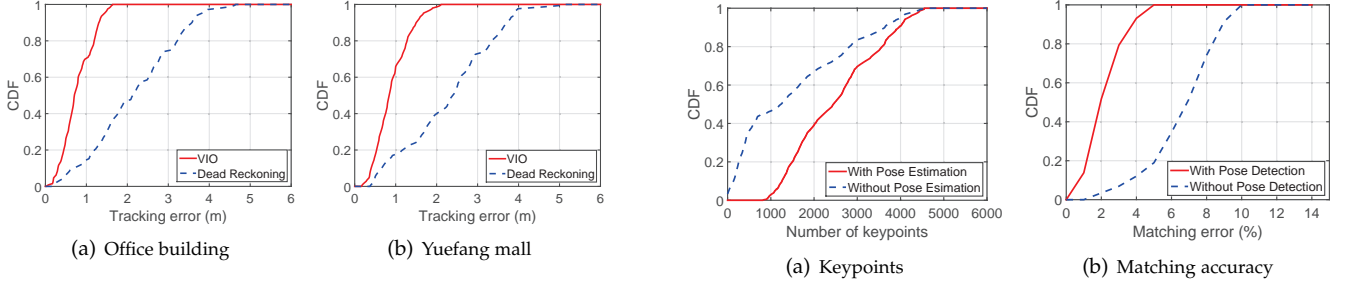 CDF
1
0.8
0.6
0.4
0.2
0
0 1 2 3 4 5 6
Tracking error (m)
VIO
Dead Reckoning
(a) Office building
CDF
1
0.8
0.6
0.4
0.2
0
0 1 2 3 4 5 6
Tracking error (m)
VIO
Dead Reckoning
(b) Yuefang mall
CDF
1
0.8
0.6
0.4
0.2
0
0 1000 2000 3000 4000 5000 6000
Number of keypoints
With Pose Estimation
Without Pose Esimation
(a) Keypoints
CDF
1
0.8
0.6
0.4
0.2
0
0 2 4 6 8 10 12 14
Matching error (%)
With Pose Detection
Without Pose Detection
(b) Matching accuracy